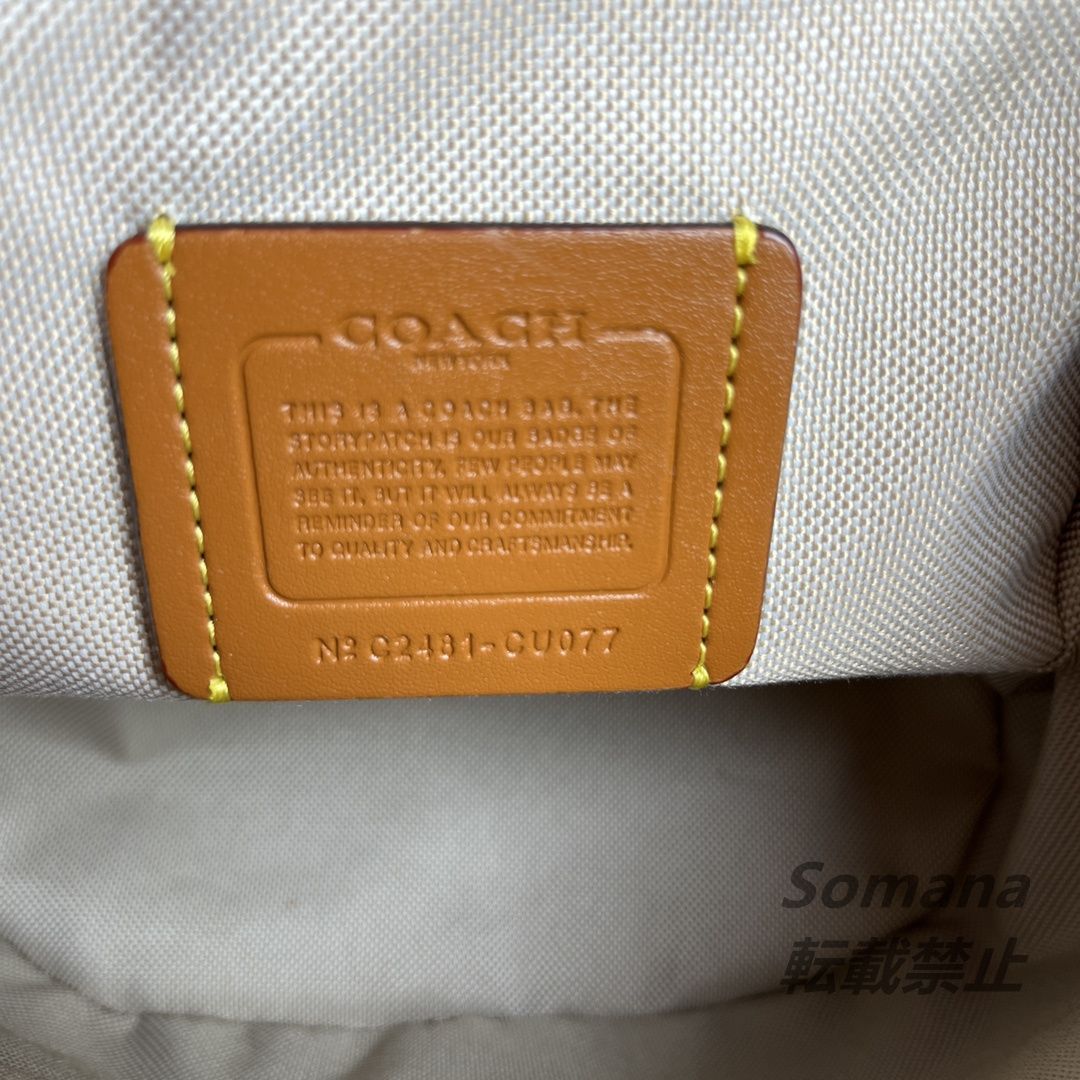 COACH
NEW YORK
THIS IS A COACH BAG. THE
STORYPATCH IS OUR BADGE OF
AUTHENTICITY. FEW PEOPLE MAY
SEE IT, BUT IT WILL ALWAYS BE A
REMINDER OF OUR COMMITMENT
TO QUALITY AND CRAFTSMANSHIP.
Nº C2481-CU077
Somana
転載禁止